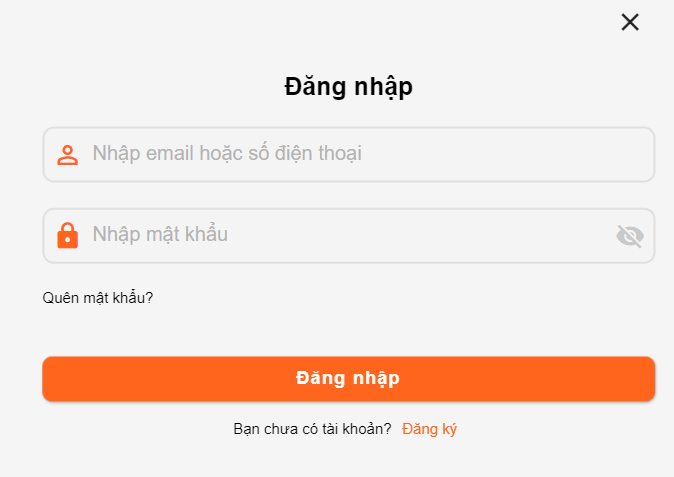 Đăng nhập
Nhập email hoặc số điện thoại
Nhập mật khẩu
Quên mật khẩu?
Đăng nhập
Bạn chưa có tài khoản? Đăng ký